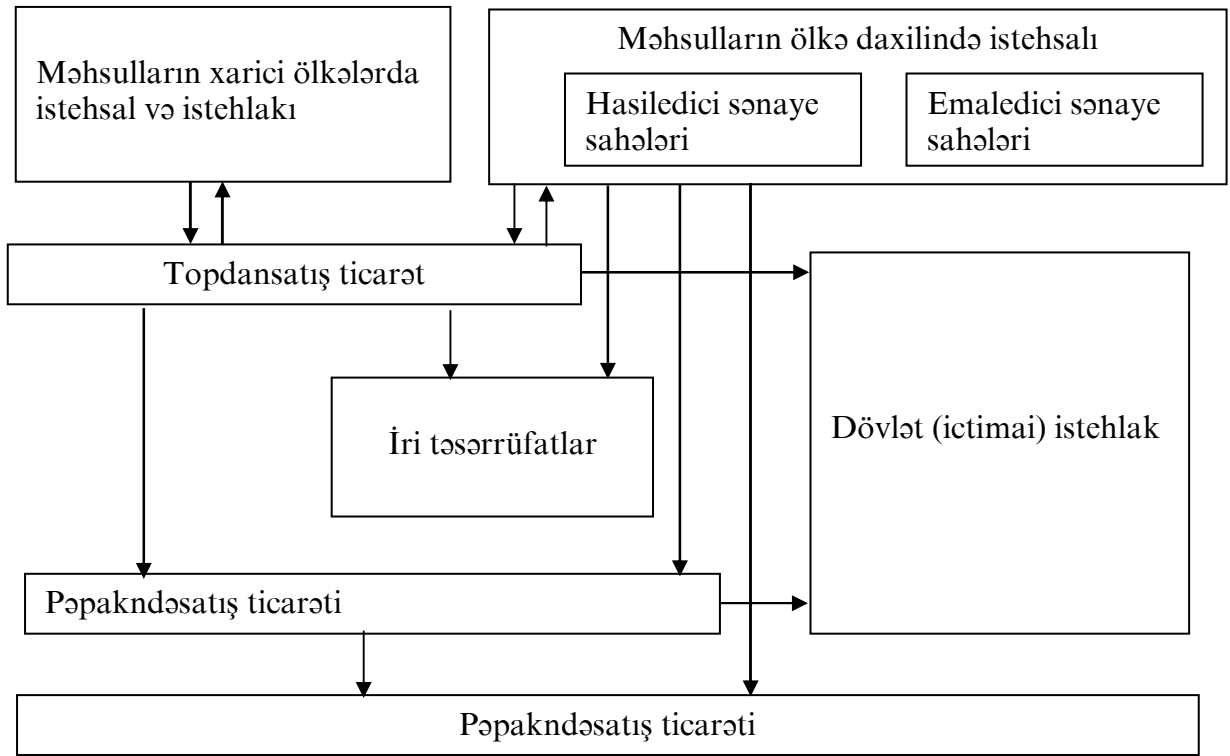 Məhsulların xarici ölkələrda
istehsal və istehlakı
Məhsulların ölkə daxilində istehsalı
Hasiledici sənaye
sahələri
Emaledici sənaye
sahələri
Topdansatış ticarət
İri təsərrüfatlar
Dövlət (ictimai) istehlak
Pəpakndəsatış ticarəti
Pəpakndəsatış ticarəti